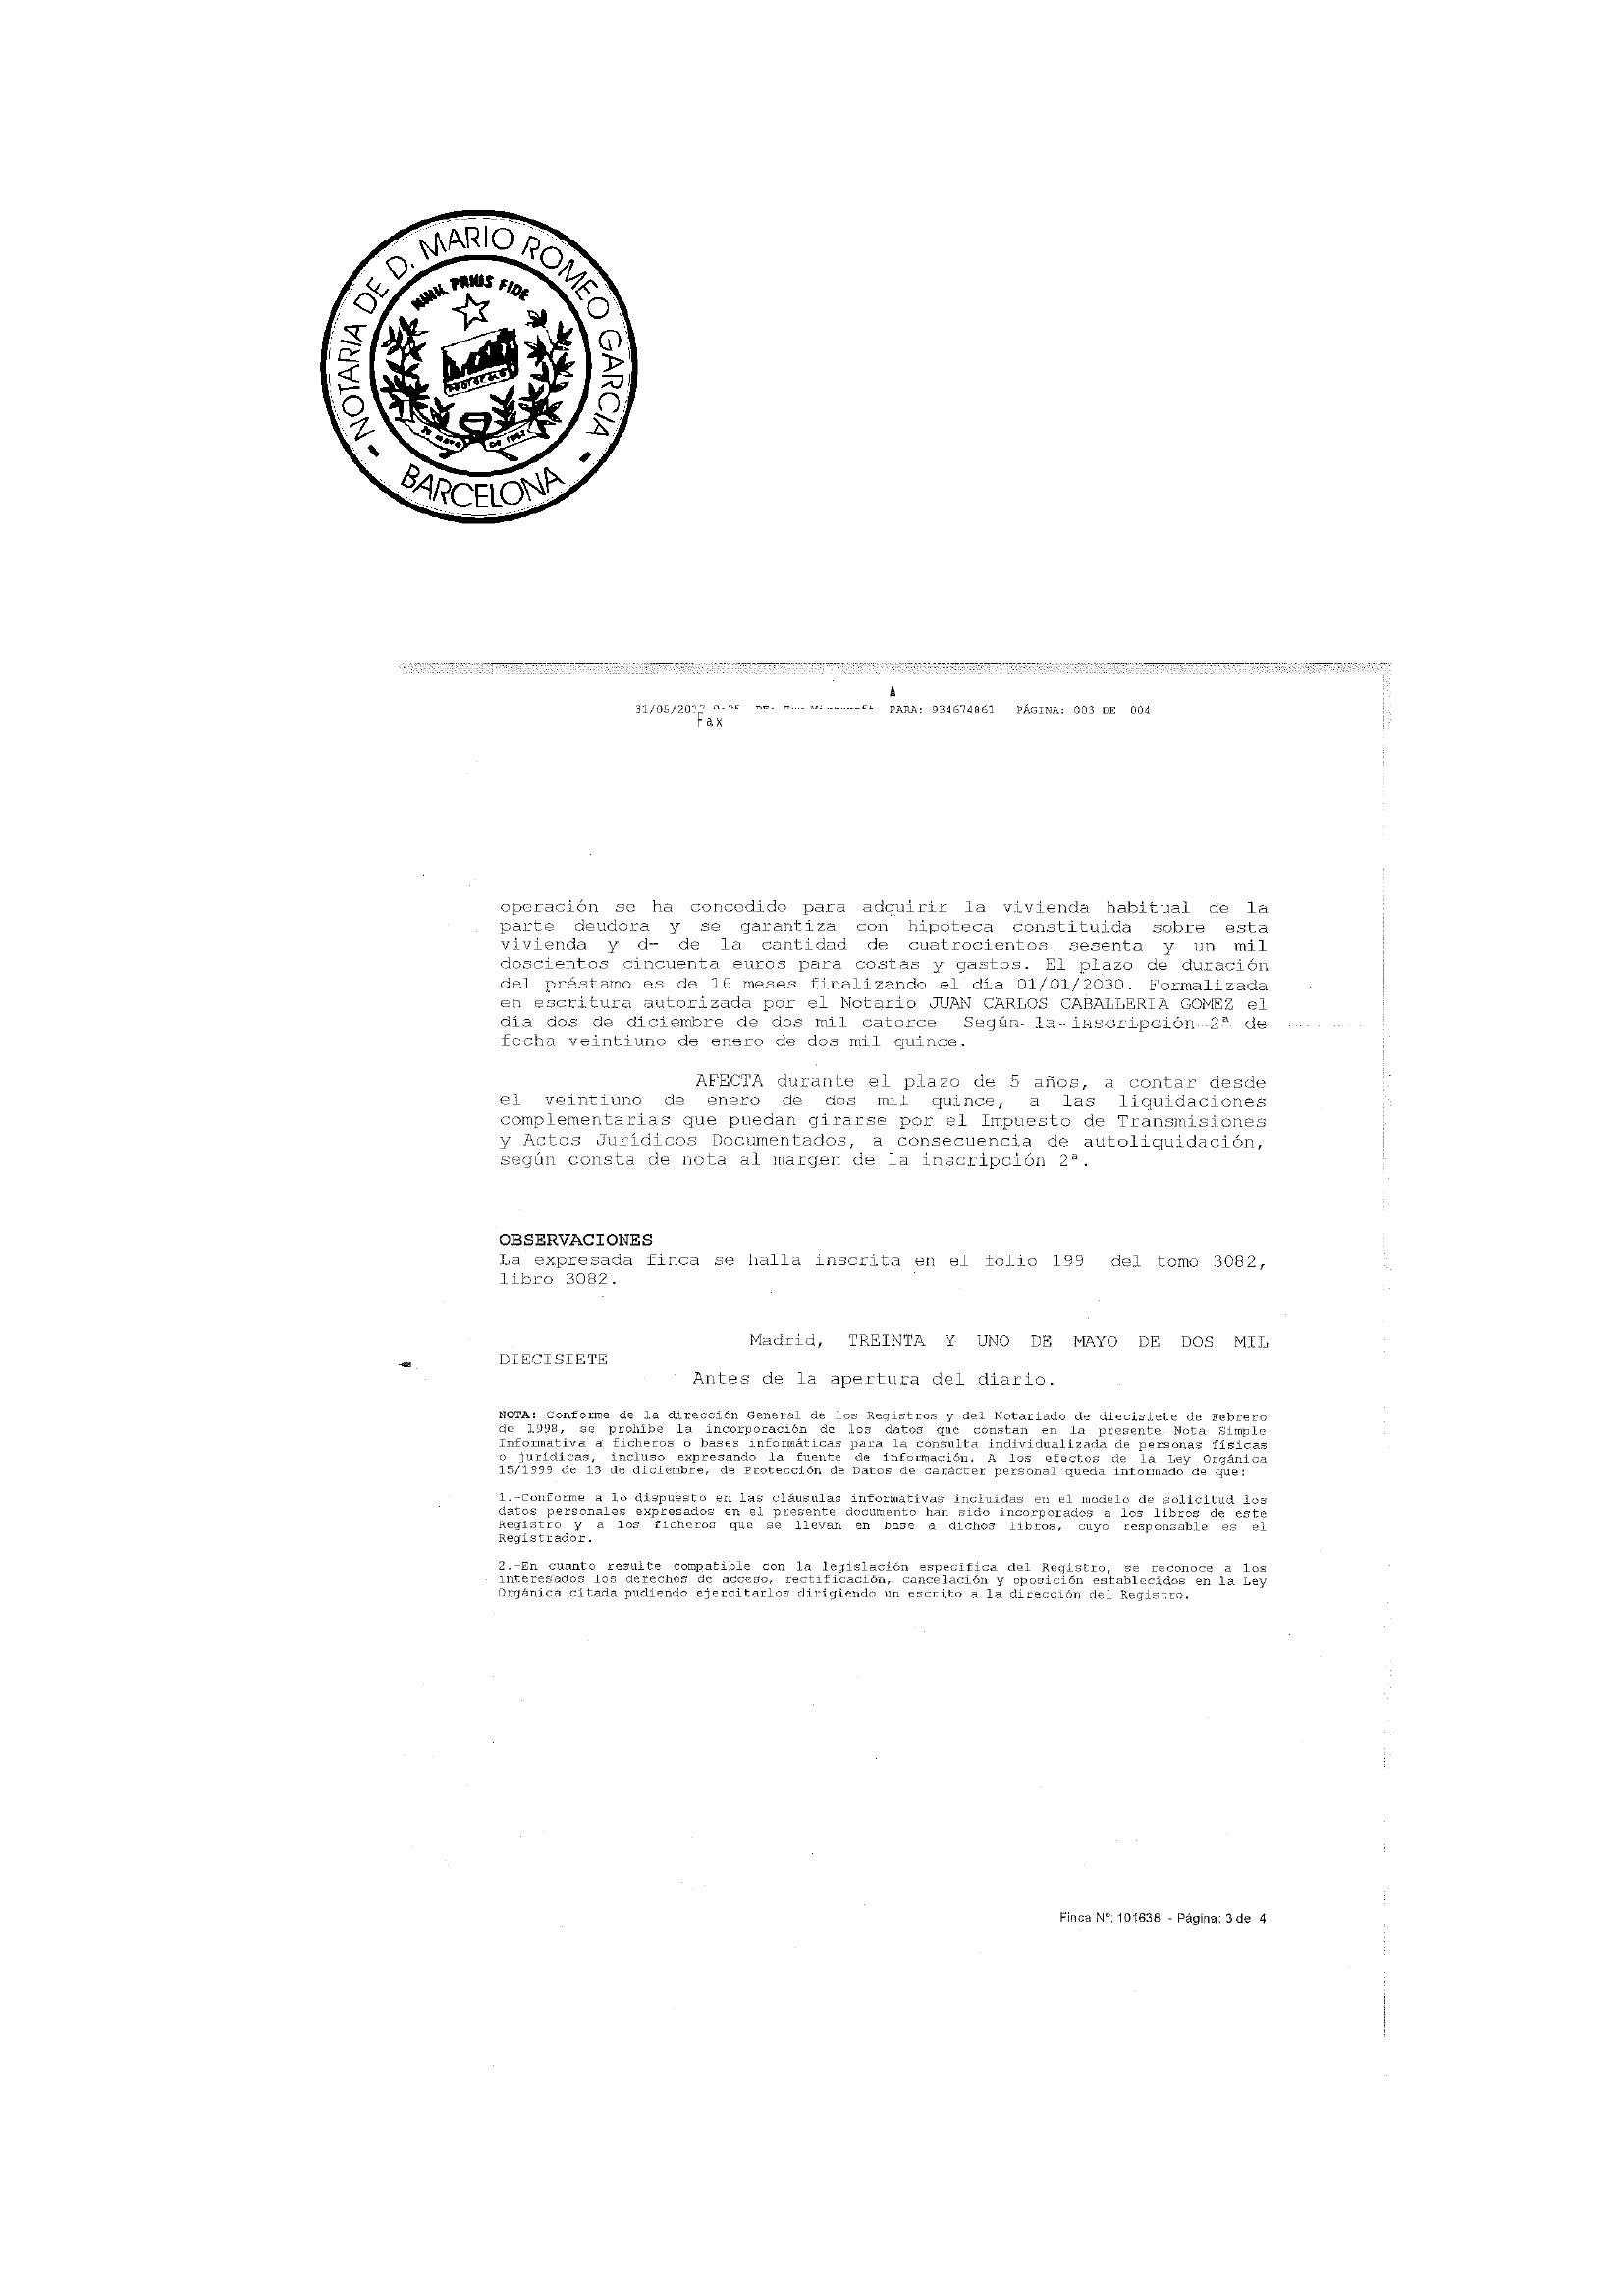 NOTARIA DE D. MARIO ROMEO GARCIA
BARCELONA
FIDE
PARA: 934674861 PÁGINA: 003 DE 004
Fax
operación se ha concedido para adquirir la vivienda habitual de la
parte deudora y se garantiza con hipoteca constituida sobre esta
vivienda y d- de la cantidad de cuatrocientos sesenta y un mil
doscientos cincuenta euros para costas y gastos. El plazo de duración
del préstamo es de 16 meses finalizando el día 01/01/2030. Formalizada
en escritura autorizada por el Notario JUAN CARLOS CABALLERIA GOMEZ el
día dos de diciembre de dos mil catorce Según la inscripción 2ª de
fecha veintiuno de enero de dos mil quince.
AFECTA durante el plazo de 5 años, a contar desde
el veintiuno de enero de dos mil quince, a las liquidaciones
complementarias que puedan girarse por el Impuesto de Transmisiones
y Actos Jurídicos Documentados, a consecuencia de autoliquidación,
según consta de nota al margen de la inscripción 2ª.
OBSERVACIONES
La expresada finca se halla inscrita en el folio 199 del tomo 3082,
libro 3082.
Madrid, TREINTA Y UNO DE MAYO DE DOS MIL
DIECISIETE
Antes de la apertura del diario.
NOTA: Conforme de la dirección General de los Registros y del Notariado de diecisiete de Febrero
de 1998, se prohíbe la incorporación de los datos que constan en la presente Nota Simple
Informativa a ficheros o bases informáticas para la consulta individualizada de personas físicas
o jurídicas, incluso expresando la fuente de información. A los efectos de la Ley Orgánica
15/1999 de 13 de diciembre, de Protección de Datos de carácter personal queda informado de que:
1.-Conforme a lo dispuesto en las cláusulas informativas incluidas en el modelo de solicitud los
datos personales expresados en el presente documento han sido incorporados a los libros de este
Registro y a los ficheros que se llevan en base a dichos libros, cuyo responsable es el
Registrador.
2.-En cuanto resulte compatible con la legislación específica del Registro, se reconoce a los
interesados los derechos de acceso, rectificación, cancelación y oposición establecidos en la Ley
Orgánica citada pudiendo ejercitarlos dirigiendo un escrito a la dirección del Registro.
Finca Nº: 101638 - Página: 3 de 4